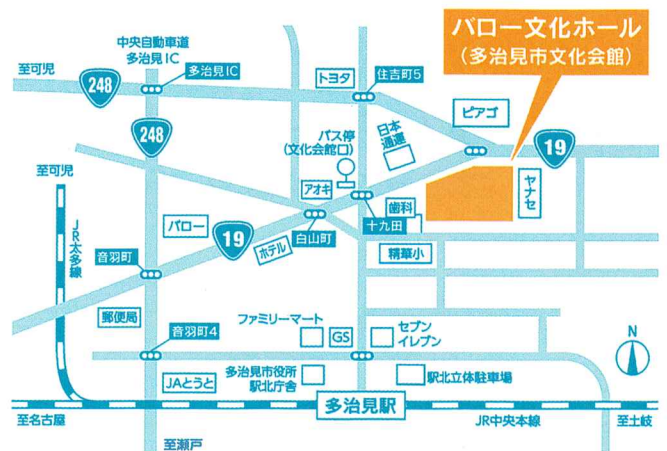 バロー文化ホール
(多治見市文化会館)
中央自動車道
多治見IC
多治見IC
至可児
248
トヨタ
住吉町5
ピアゴ
248
バス停
(文化会館口)
日本
通運
19
至可児
アオキ
ヤナセ
歯科
JR太多線
バロー
19
ホテル
白山町
十九田
精華小
音羽町
郵便局
ファミリーマート
GS
セブン
イレブン
N
音羽町4
多治見市役所
駅北庁舎
駅北立体駐車場
JAとうと
多治見駅
至名古屋
JR中央本線
至土岐
至瀬戸